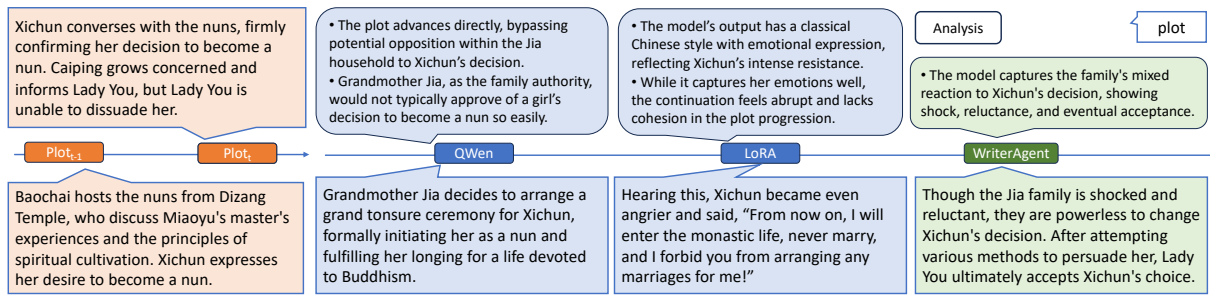 Xichun converses with the nuns, firmly
confirming her decision to become a
nun. Caiping grows concerned and
informs Lady You, but Lady You is
unable to dissuade her.
• The plot advances directly, bypassing
potential opposition within the Jia
household to Xichun's decision.
• Grandmother Jia, as the family authority,
would not typically approve of a girl's
decision to become a nun so easily.
• The model's output has a classical
Chinese style with emotional expression,
reflecting Xichun's intense resistance.
• While it captures her emotions well,
the continuation feels abrupt and lacks
cohesion in the plot progression.
Analysis
plot
• The model captures the family's mixed
reaction to Xichun's decision, showing
shock, reluctance, and eventual acceptance.
Plot t-1
Plot t
QWen
LoRA
WriterAgent
Baochai hosts the nuns from Dizang
Temple, who discuss Miaoyu's master's
experiences and the principles of
spiritual cultivation. Xichun expresses
her desire to become a nun.
Grandmother Jia decides to arrange a
grand tonsure ceremony for Xichun,
formally initiating her as a nun and
fulfilling her longing for a life devoted
to Buddhism.
Hearing this, Xichun became even
angrier and said, “From now on, I will
enter the monastic life, never marry,
and I forbid you from arranging any
marriages for me!”
Though the Jia family is shocked and
reluctant, they are powerless to change
Xichun's decision. After attempting
various methods to persuade her, Lady
You ultimately accepts Xichun's choice.